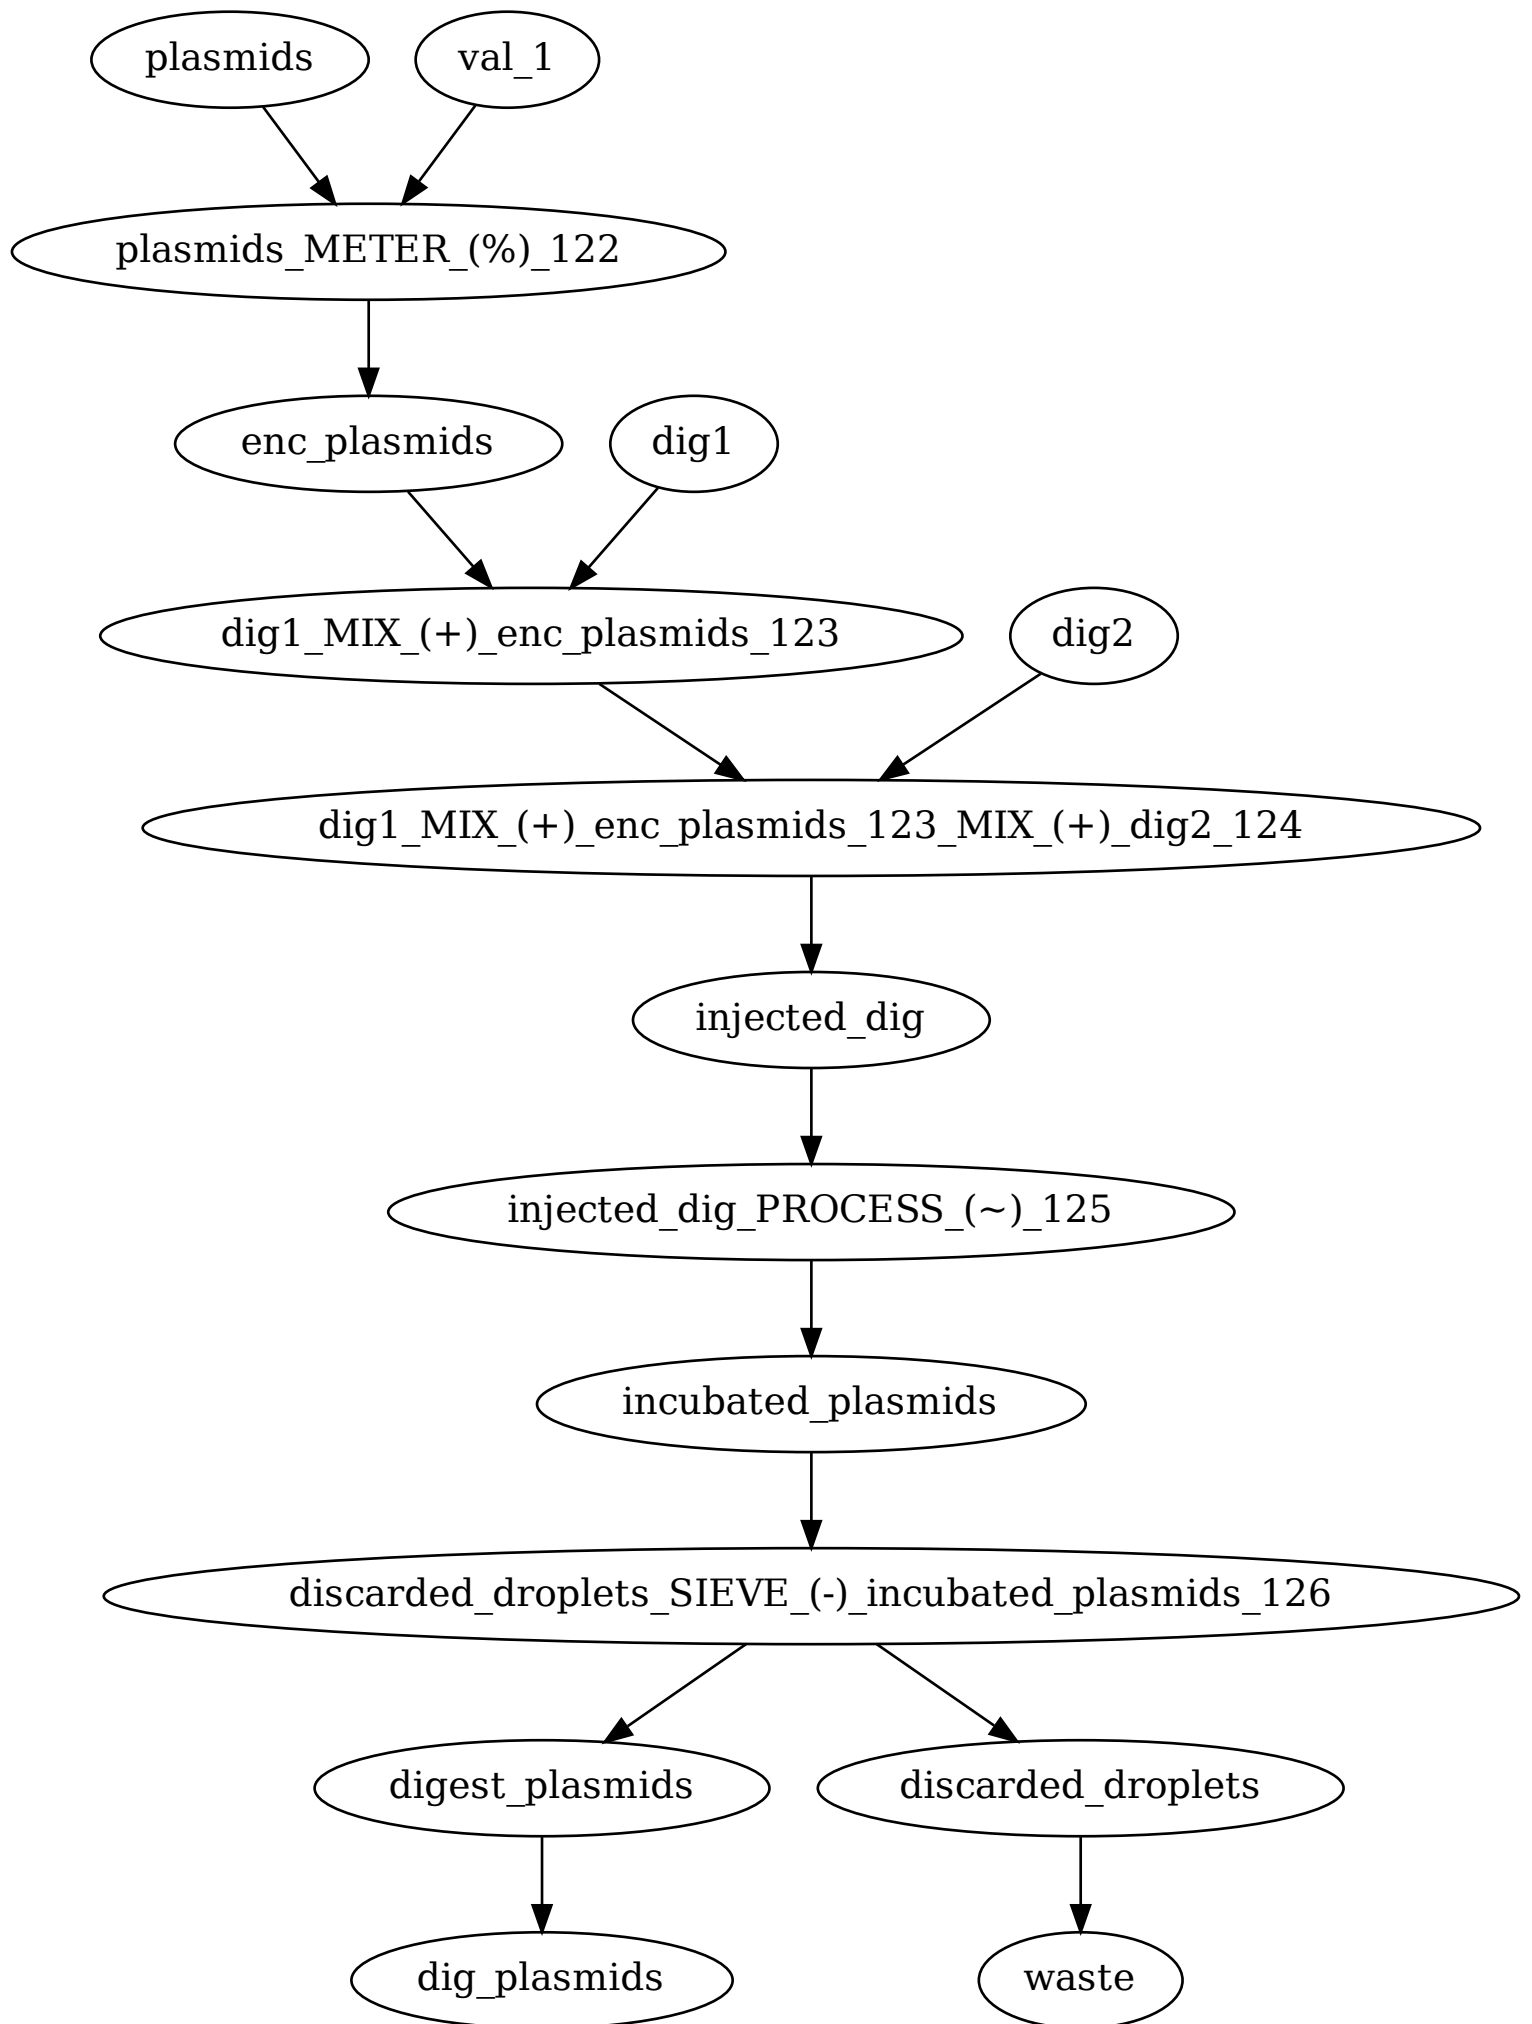 plasmids
val_1
plasmids_METER_(%)_122
enc_plasmids
dig1
dig1_MIX_(+)_enc_plasmids_123
dig2
dig1_MIX_(+)_enc_plasmids_123_MIX_(+)_dig2_124
injected_dig
injected_dig_PROCESS_(~)_125
incubated_plasmids
discarded_droplets_SIEVE_(-)_incubated_plasmids_126
digest_plasmids
discarded_droplets
dig_plasmids
waste